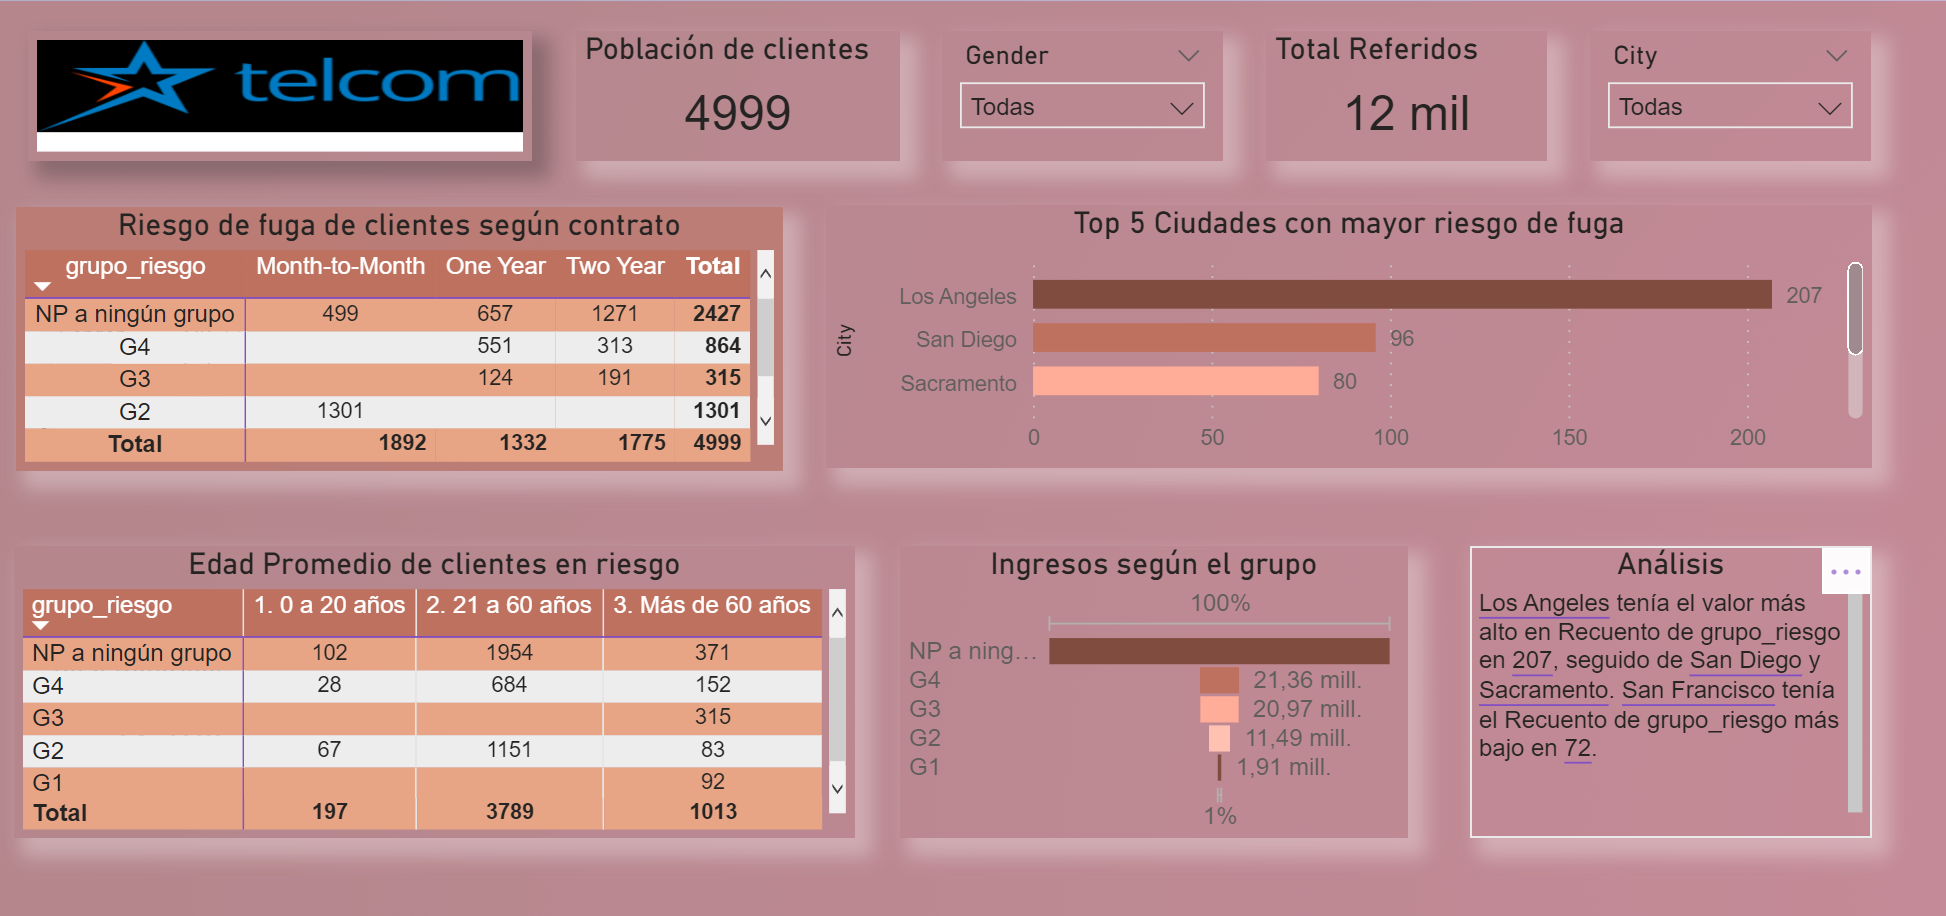 telcom
Población de clientes
4999
Gender
Todas
Total Referidos
12 mil
City
Todas
Riesgo de fuga de clientes según contrato
grupo_riesgo Month-to-Month One Year Two Year Total
NP a ningún grupo 499 657 1271 2427
G4 551 313 864
G3 124 191 315
G2 1301 1301
Total 1892 1332 1775 4999
Top 5 Ciudades con mayor riesgo de fuga
City
Los Angeles 207
San Diego 96
Sacramento 80
0 50 100 150 200
Edad Promedio de clientes en riesgo
grupo_riesgo 1. 0 a 20 años 2. 21 a 60 años 3. Más de 60 años
NP a ningún grupo 102 1954 371
G4 28 684 152
G3 315
G2 67 1151 83
G1 92
Total 197 3789 1013
Ingresos según el grupo
100%
NP a ning...
G4 21,36 mill.
G3 20,97 mill.
G2 11,49 mill.
G1 1,91 mill.
1%
Análisis
Los Angeles tenía el valor más
alto en Recuento de grupo_riesgo
en 207, seguido de San Diego y
Sacramento. San Francisco tenía
el Recuento de grupo_riesgo más
bajo en 72.